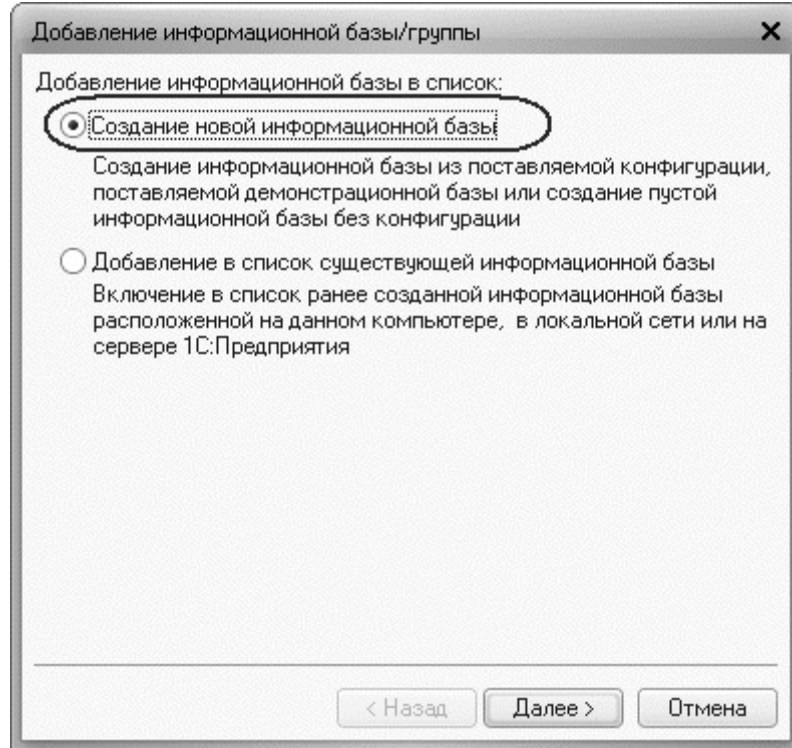 Добавление информационной базы/группы
Добавление информационной базы в список:
Создание новой информационной базы
Создание информационной базы из поставляемой конфигурации,
поставляемой демонстрационной базы или создание пустой
информационной базы без конфигурации
Добавление в список существующей информационной базы
Включение в список ранее созданной информационной базы
расположенной на данном компьютере, в локальной сети или на
сервере 1С:Предприятия
< Назад Далее > Отмена